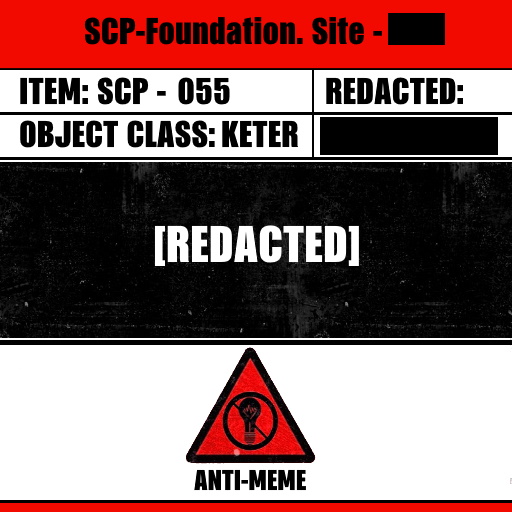 SCP-Foundation. Site -
ITEM: SCP - 055
REDACTED:
OBJECT CLASS: KETER
[REDACTED]
ANTI-MEME